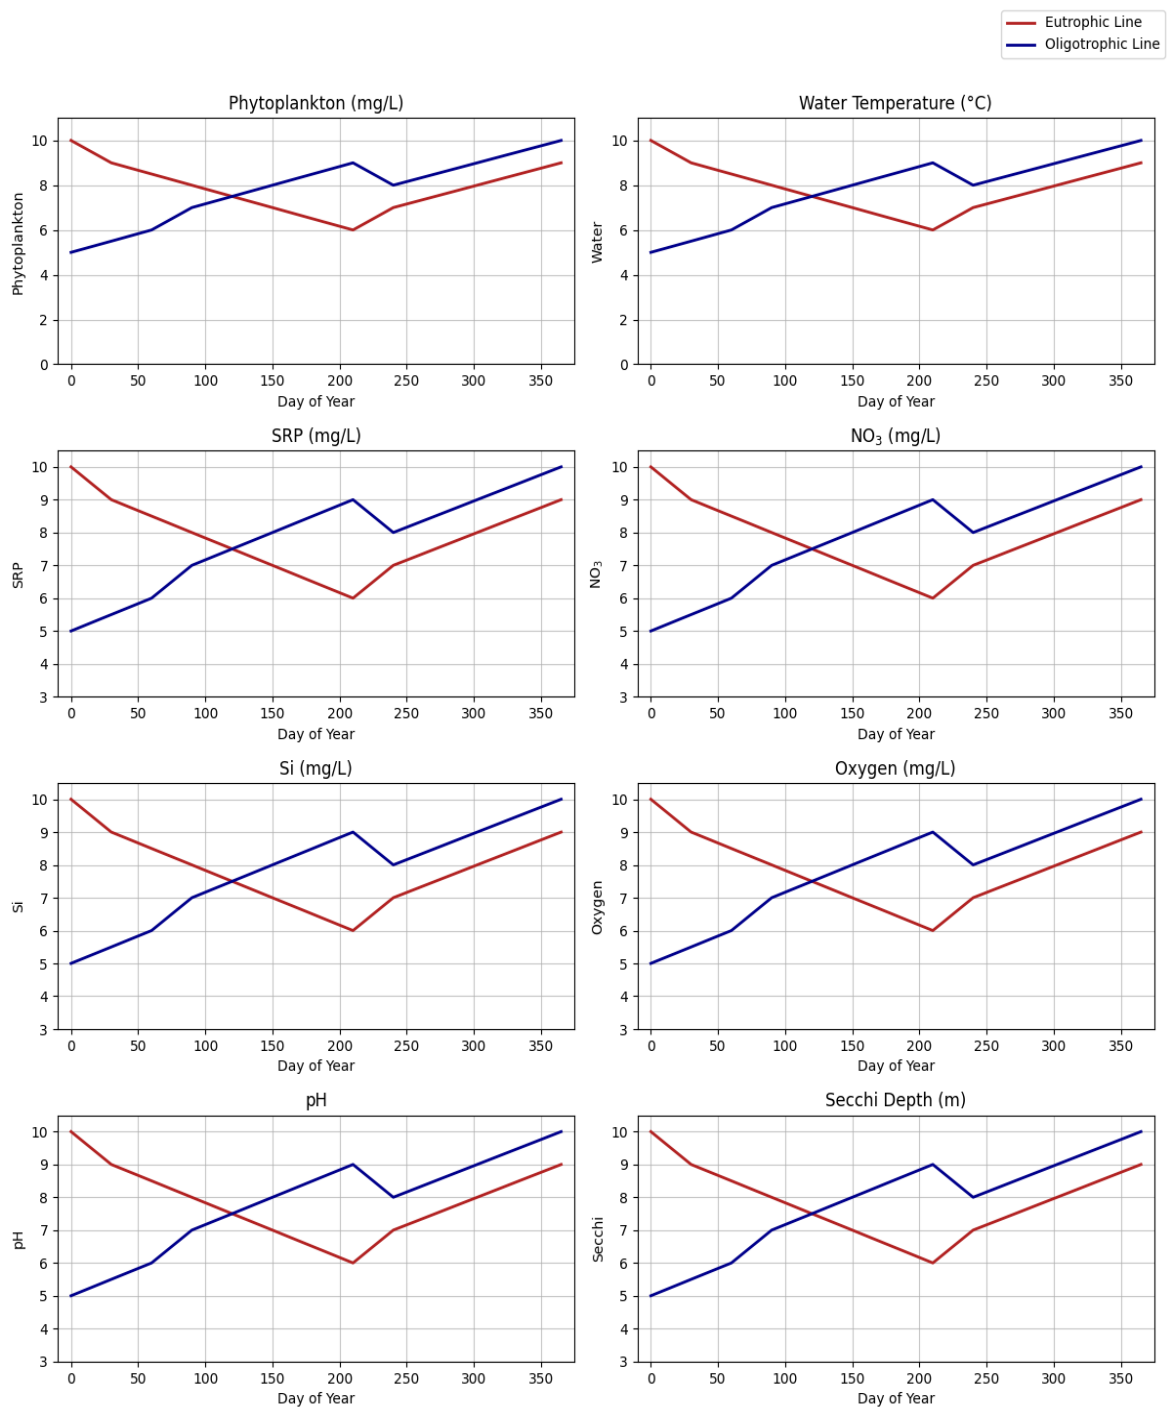 Eutrophic Line
Oligotrophic Line
Phytoplankton (mg/L)
Phytoplankton
10
8
6
4
2
0
0 50 100 150 200 250 300 350
Day of Year
Water Temperature (°C)
Water
10
8
6
4
2
0
0 50 100 150 200 250 300 350
Day of Year
SRP (mg/L)
SRP
10
9
8
7
6
5
4
3
0 50 100 150 200 250 300 350
Day of Year
NO₃ (mg/L)
NO₃
10
9
8
7
6
5
4
3
0 50 100 150 200 250 300 350
Day of Year
Si (mg/L)
Si
10
9
8
7
6
5
4
3
0 50 100 150 200 250 300 350
Day of Year
Oxygen (mg/L)
Oxygen
10
9
8
7
6
5
4
3
0 50 100 150 200 250 300 350
Day of Year
pH
pH
10
9
8
7
6
5
4
3
0 50 100 150 200 250 300 350
Day of Year
Secchi Depth (m)
Secchi
10
9
8
7
6
5
4
3
0 50 100 150 200 250 300 350
Day of Year